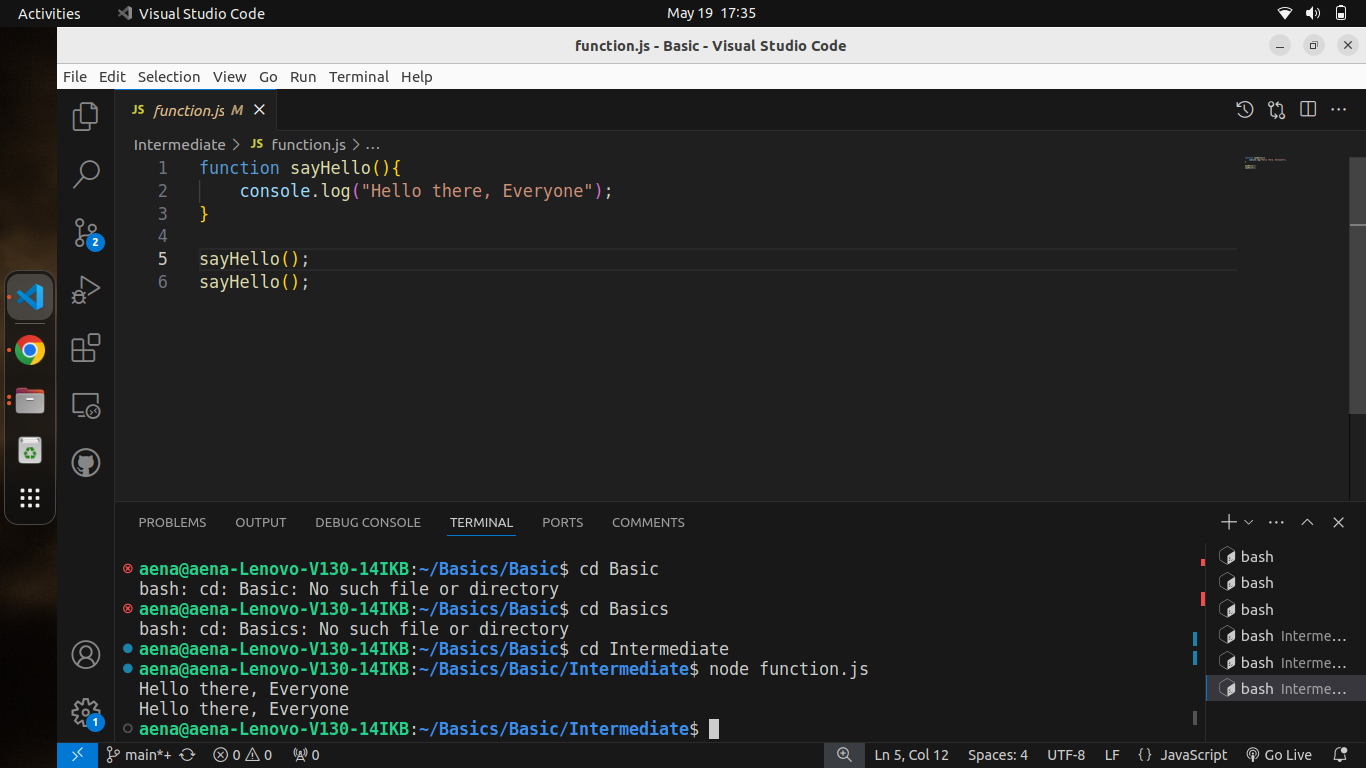 Activities Visual Studio Code May 19 17:35
function.js - Basic - Visual Studio Code
File Edit Selection View Go Run Terminal Help
JS function.js M
Intermediate > JS function.js > ...
1 function sayHello(){
2 console.log("Hello there, Everyone");
3 }
4
5 sayHello();
6 sayHello();
PROBLEMS OUTPUT DEBUG CONSOLE TERMINAL PORTS COMMENTS
aena@aena-Lenovo-V130-14IKB:~/Basics/Basic$ cd Basic
bash: cd: Basic: No such file or directory
aena@aena-Lenovo-V130-14IKB:~/Basics/Basic$ cd Basics
bash: cd: Basics: No such file or directory
aena@aena-Lenovo-V130-14IKB:~/Basics/Basic$ cd Intermediate
aena@aena-Lenovo-V130-14IKB:~/Basics/Basic/Intermediate$ node function.js
Hello there, Everyone
Hello there, Everyone
aena@aena-Lenovo-V130-14IKB:~/Basics/Basic/Intermediate$
bash
bash
bash
bash Interme...
bash Interme...
bash Interme...
2
1
main*+ 0 0 0 Ln 5, Col 12 Spaces: 4 UTF-8 LF {} JavaScript Go Live